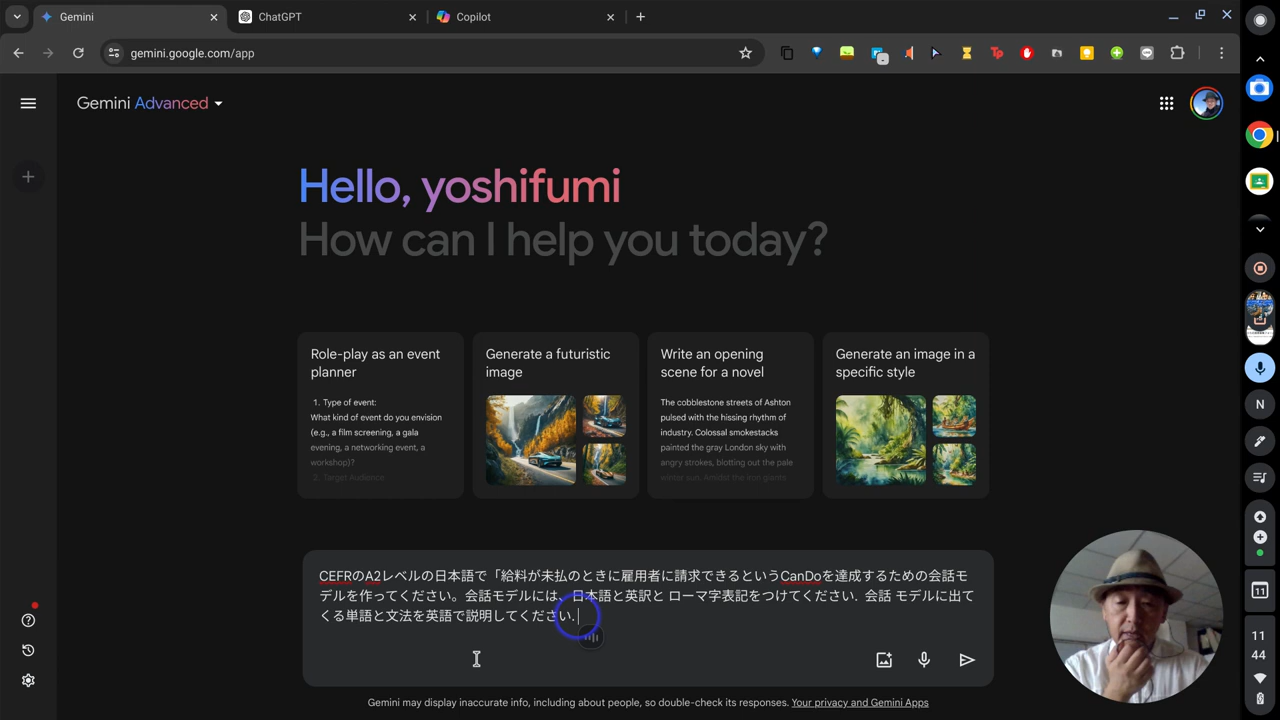 Gemini
ChatGPT
Copilot
gemini.google.com/app
Gemini Advanced
Hello, yoshifumi
How can I help you today?
Role-play as an event
planner
1. Type of event:
What kind of event do you envision
(e.g., a film screening, a gala
evening, a networking event, a
workshop)?
2. Target Audience
Generate a futuristic
image
Write an opening
scene for a novel
The cobblestone streets of Ashton
pulsed with the hissing rhythm of
industry. Colossal smokestacks
painted the gray London sky with
angry strokes, blotting out the pale
winter sun. Amidst the iron giants
Generate an image in a
specific style
CEFRのA2レベルの日本語で「給料が未払のときに雇用者に請求できるというCanDoを達成するための会話モ
デルを作ってください。会話モデルには、日本語と英訳と ローマ字表記をつけてください. 会話 モデルに出て
くる単語と文法を英語で説明してください.
Gemini may display inaccurate info, including about people, so double-check its responses. Your privacy and Gemini Apps
Tp
N
11
11
44